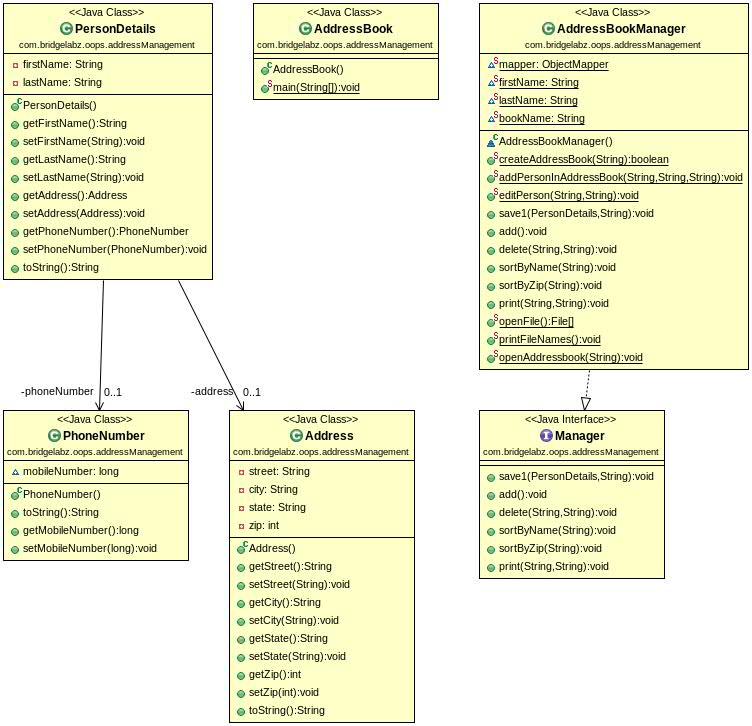 <<Java Class>>
PersonDetails
com.bridgelabz.oops.addressManagement
firstName: String
lastName: String
PersonDetails()
getFirstName():String
setFirstName(String):void
getLastName():String
setLastName(String):void
getAddress():Address
setAddress(Address):void
getPhoneNumber():PhoneNumber
setPhoneNumber(PhoneNumber):void
toString():String
<<Java Class>>
AddressBook
com.bridgelabz.oops.addressManagement
AddressBook()
main(String[]):void
<<Java Class>>
AddressBookManager
com.bridgelabz.oops.addressManagement
mapper: ObjectMapper
firstName: String
lastName: String
bookName: String
AddressBookManager()
createAddressBook(String):boolean
addPersonInAddressBook(String,String,String):void
editPerson(String,String):void
save1(PersonDetails,String):void
add():void
delete(String,String):void
sortByName(String):void
sortByZip(String):void
print(String,String):void
openFile():File[]
printFileNames():void
openAddressbook(String):void
-phoneNumber 0..1
-address 0..1
<<Java Class>>
PhoneNumber
com.bridgelabz.oops.addressManagement
mobileNumber: long
PhoneNumber()
toString():String
getMobileNumber():long
setMobileNumber(long):void
<<Java Class>>
Address
com.bridgelabz.oops.addressManagement
street: String
city: String
state: String
zip: int
Address()
getStreet():String
setStreet(String):void
getCity():String
setCity(String):void
getState():String
setState(String):void
getZip():int
setZip(int):void
toString():String
<<Java Interface>>
Manager
com.bridgelabz.oops.addressManagement
save1(PersonDetails,String):void
add():void
delete(String,String):void
sortByName(String):void
sortByZip(String):void
print(String,String):void